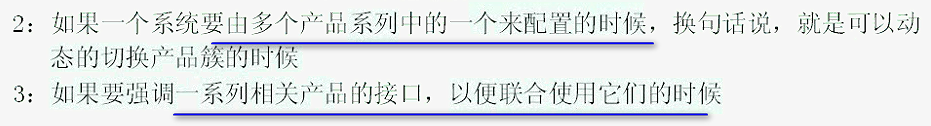 2：如果一个系统要由多个产品系列中的一个来配置的时候，换句话说，就是可以动
态的切换产品簇的时候
3：如果要强调一系列相关产品的接口，以便联合使用它们的时候